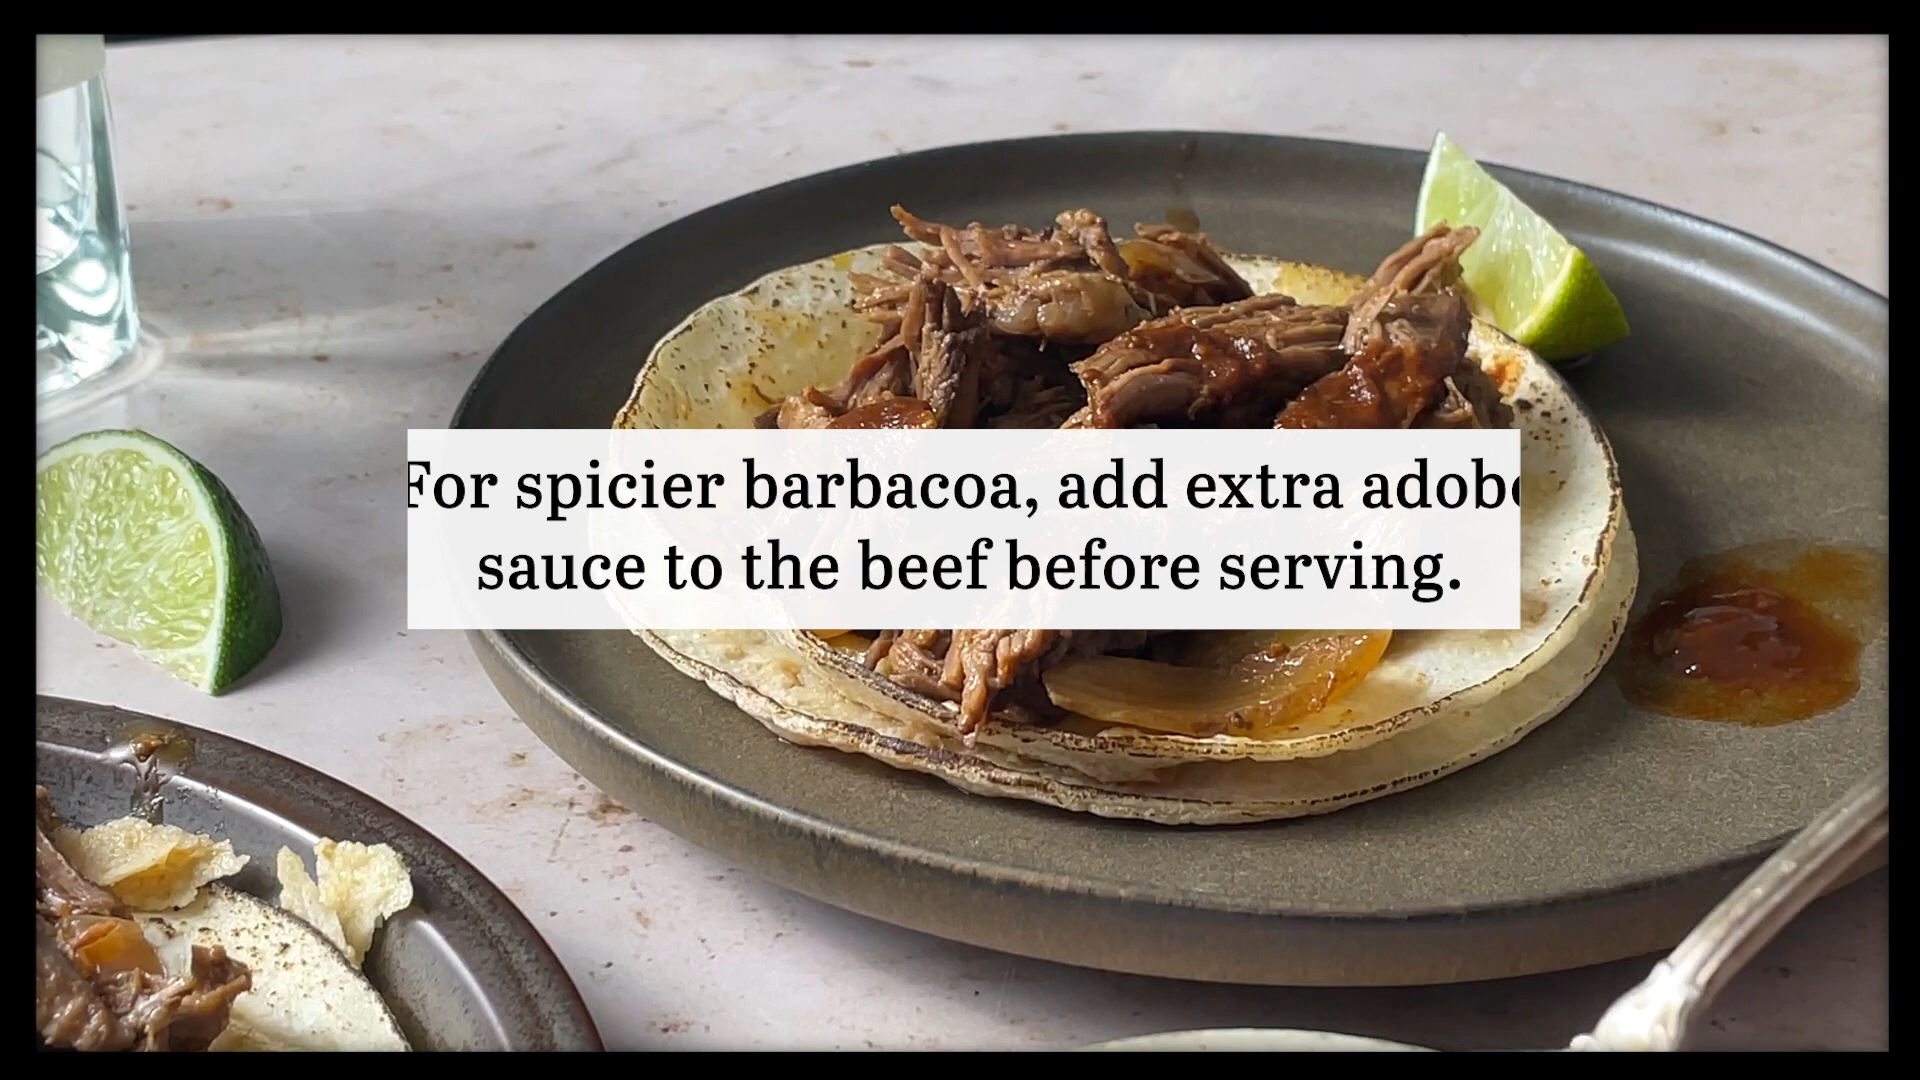 For spicier barbacoa, add extra adobo
sauce to the beef before serving.